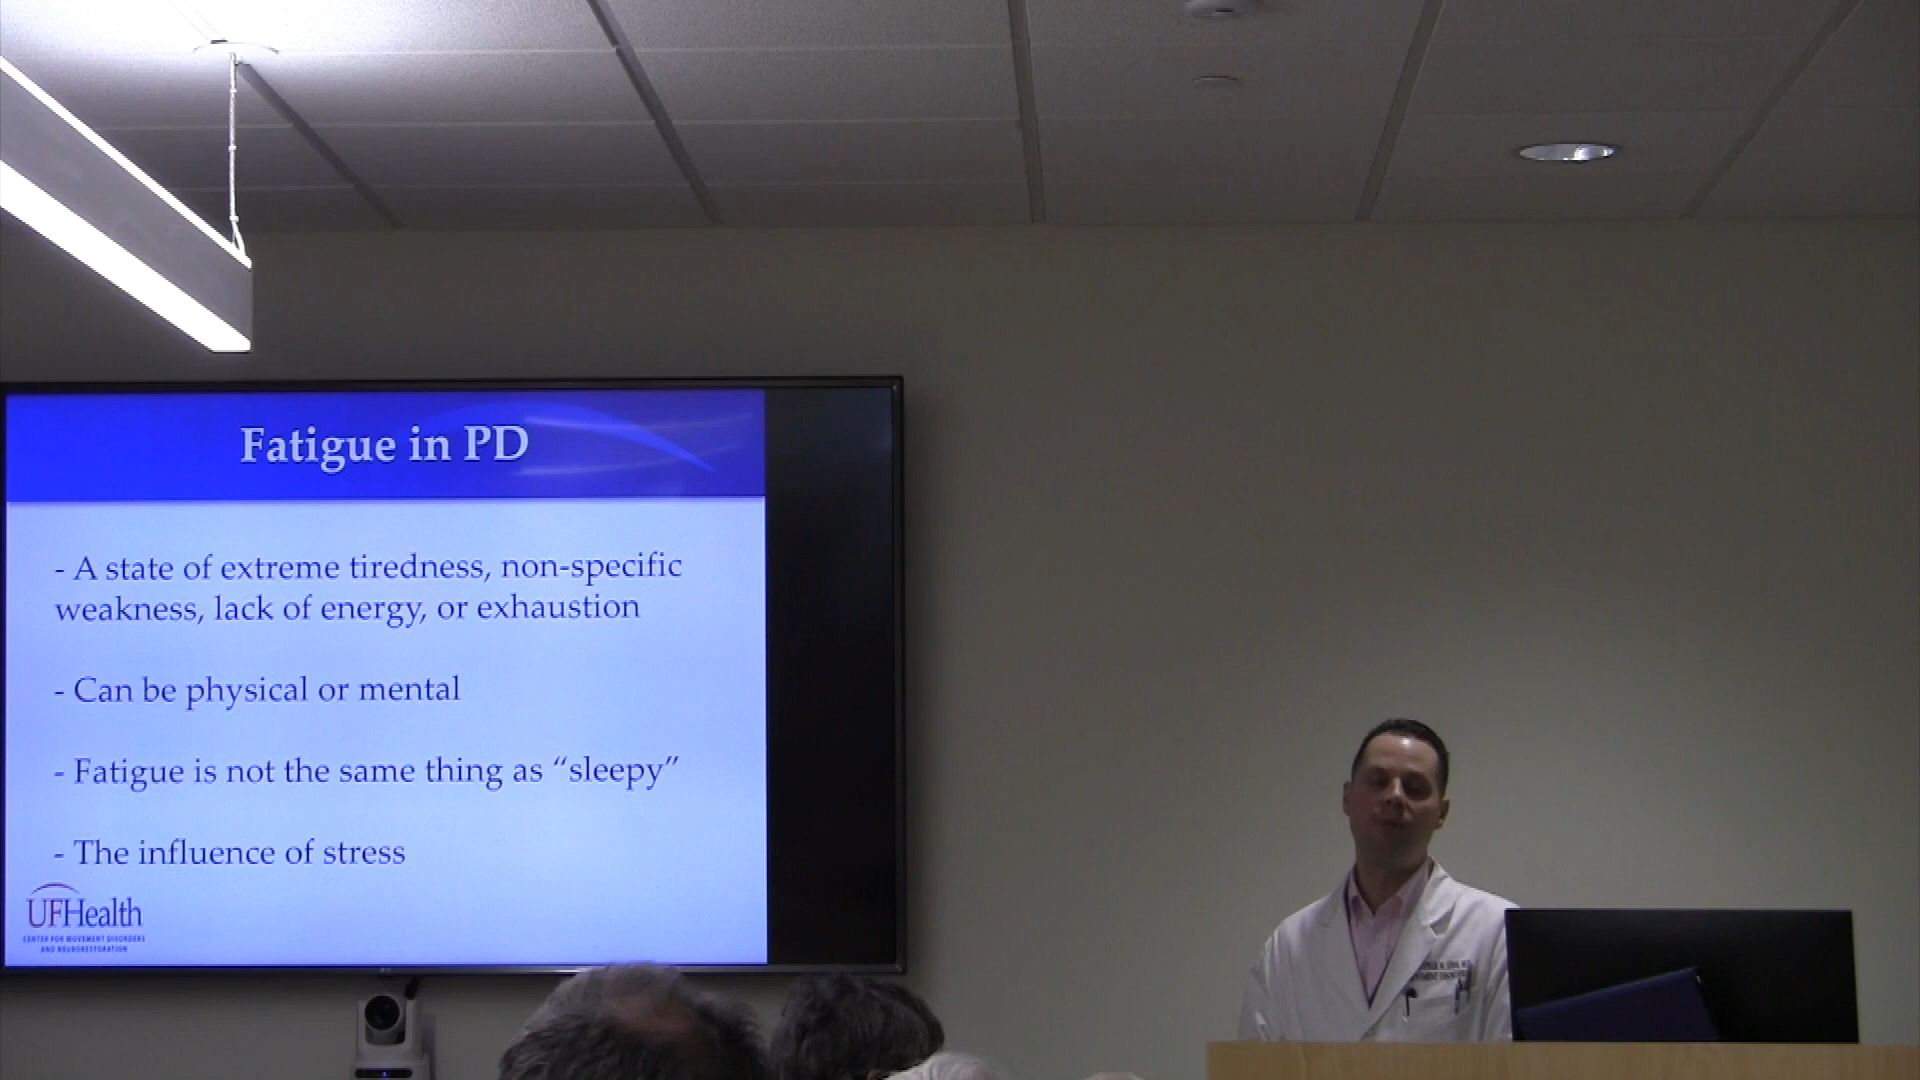 Fatigue in PD
- A state of extreme tiredness, non-specific
weakness, lack of energy, or exhaustion
- Can be physical or mental
- Fatigue is not the same thing as “sleepy”
- The influence of stress
UFHealth
CENTER FOR MOVEMENT DISORDERS
AND NEURORESTORATION